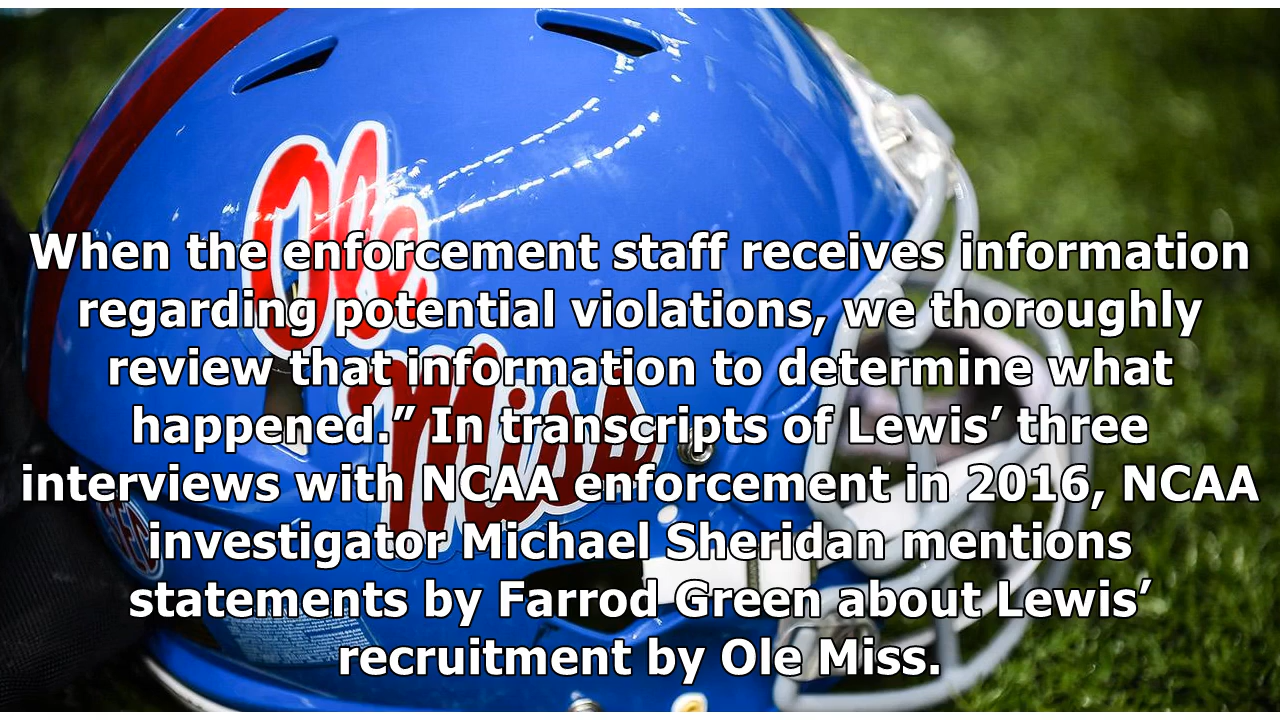 Ole
Miss
When the enforcement staff receives information
regarding potential violations, we thoroughly
review that information to determine what
happened.” In transcripts of Lewis’ three
interviews with NCAA enforcement in 2016, NCAA
investigator Michael Sheridan mentions
statements by Farrod Green about Lewis’
recruitment by Ole Miss.